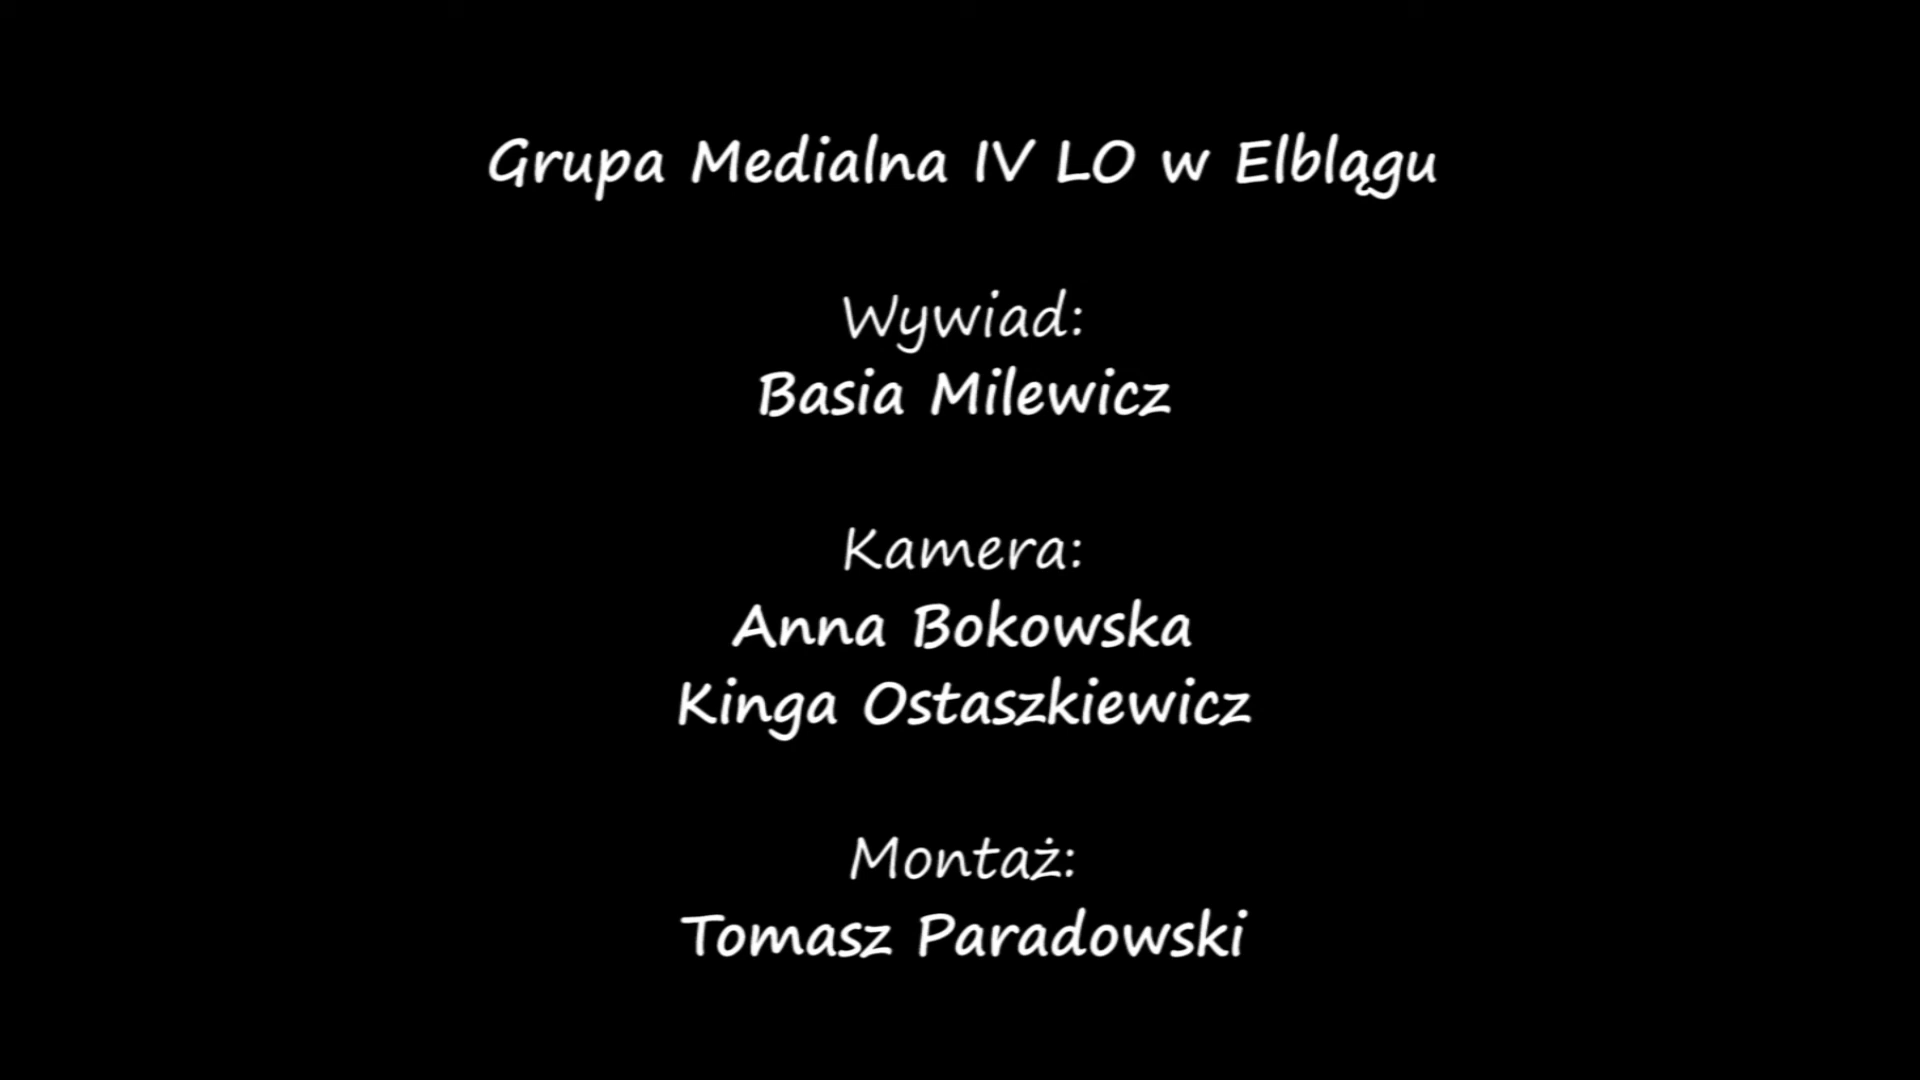 Grupa Medialna IV LO w Elblągu
Wywiad:
Basia Milewicz
Kamera:
Anna Bokowska
Kinga Ostaszkiewicz
Montaż:
Tomasz Paradowski